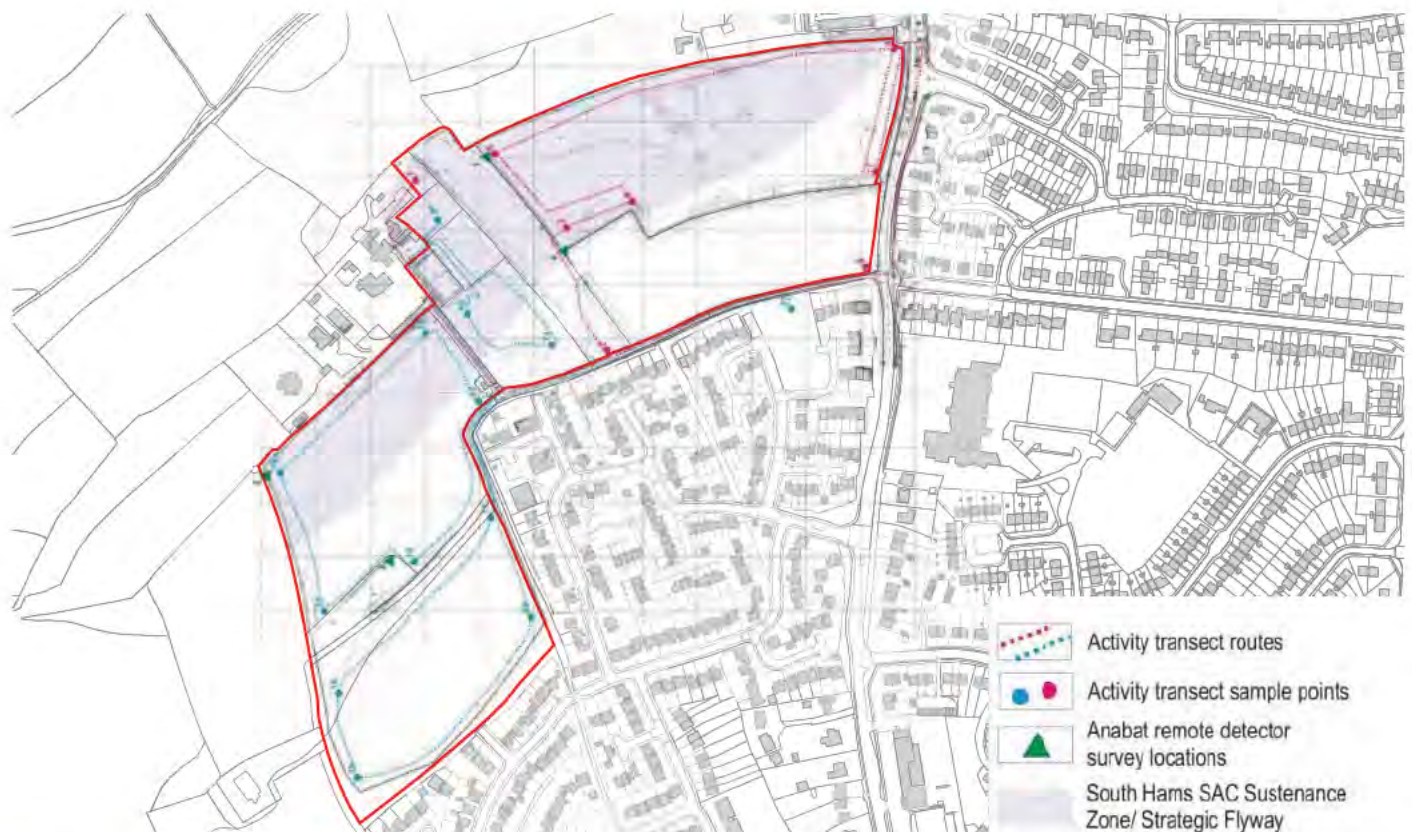 Activity transect routes
Activity transect sample points
Anabat remote detector
survey locations
South Hams SAC Sustenance
Zone/ Strategic Flyway